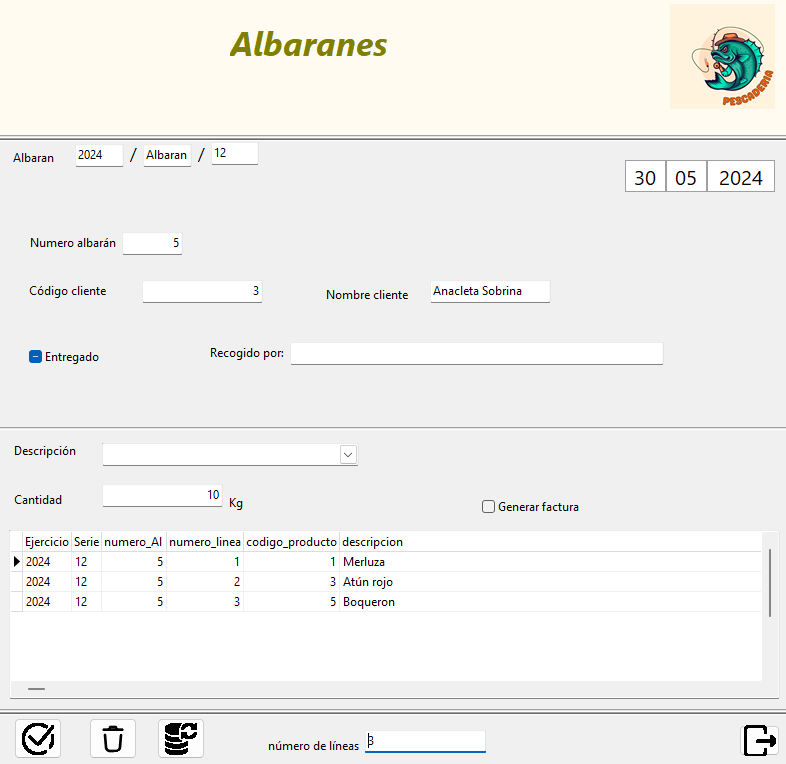 Albaranes
PESCADERIA
Albaran 2024 / Albaran / 12
30 05 2024
Numero albarán 5
Código cliente 3 Nombre cliente Anacleta Sobrina
Entregado Recogido por:
Descripción
Cantidad 10 Kg Generar factura
Ejercicio Serie numero_Al numero_linea codigo_producto descripcion
2024 12 5 1 1 Merluza
2024 12 5 2 3 Atún rojo
2024 12 5 3 5 Boqueron
número de líneas 3